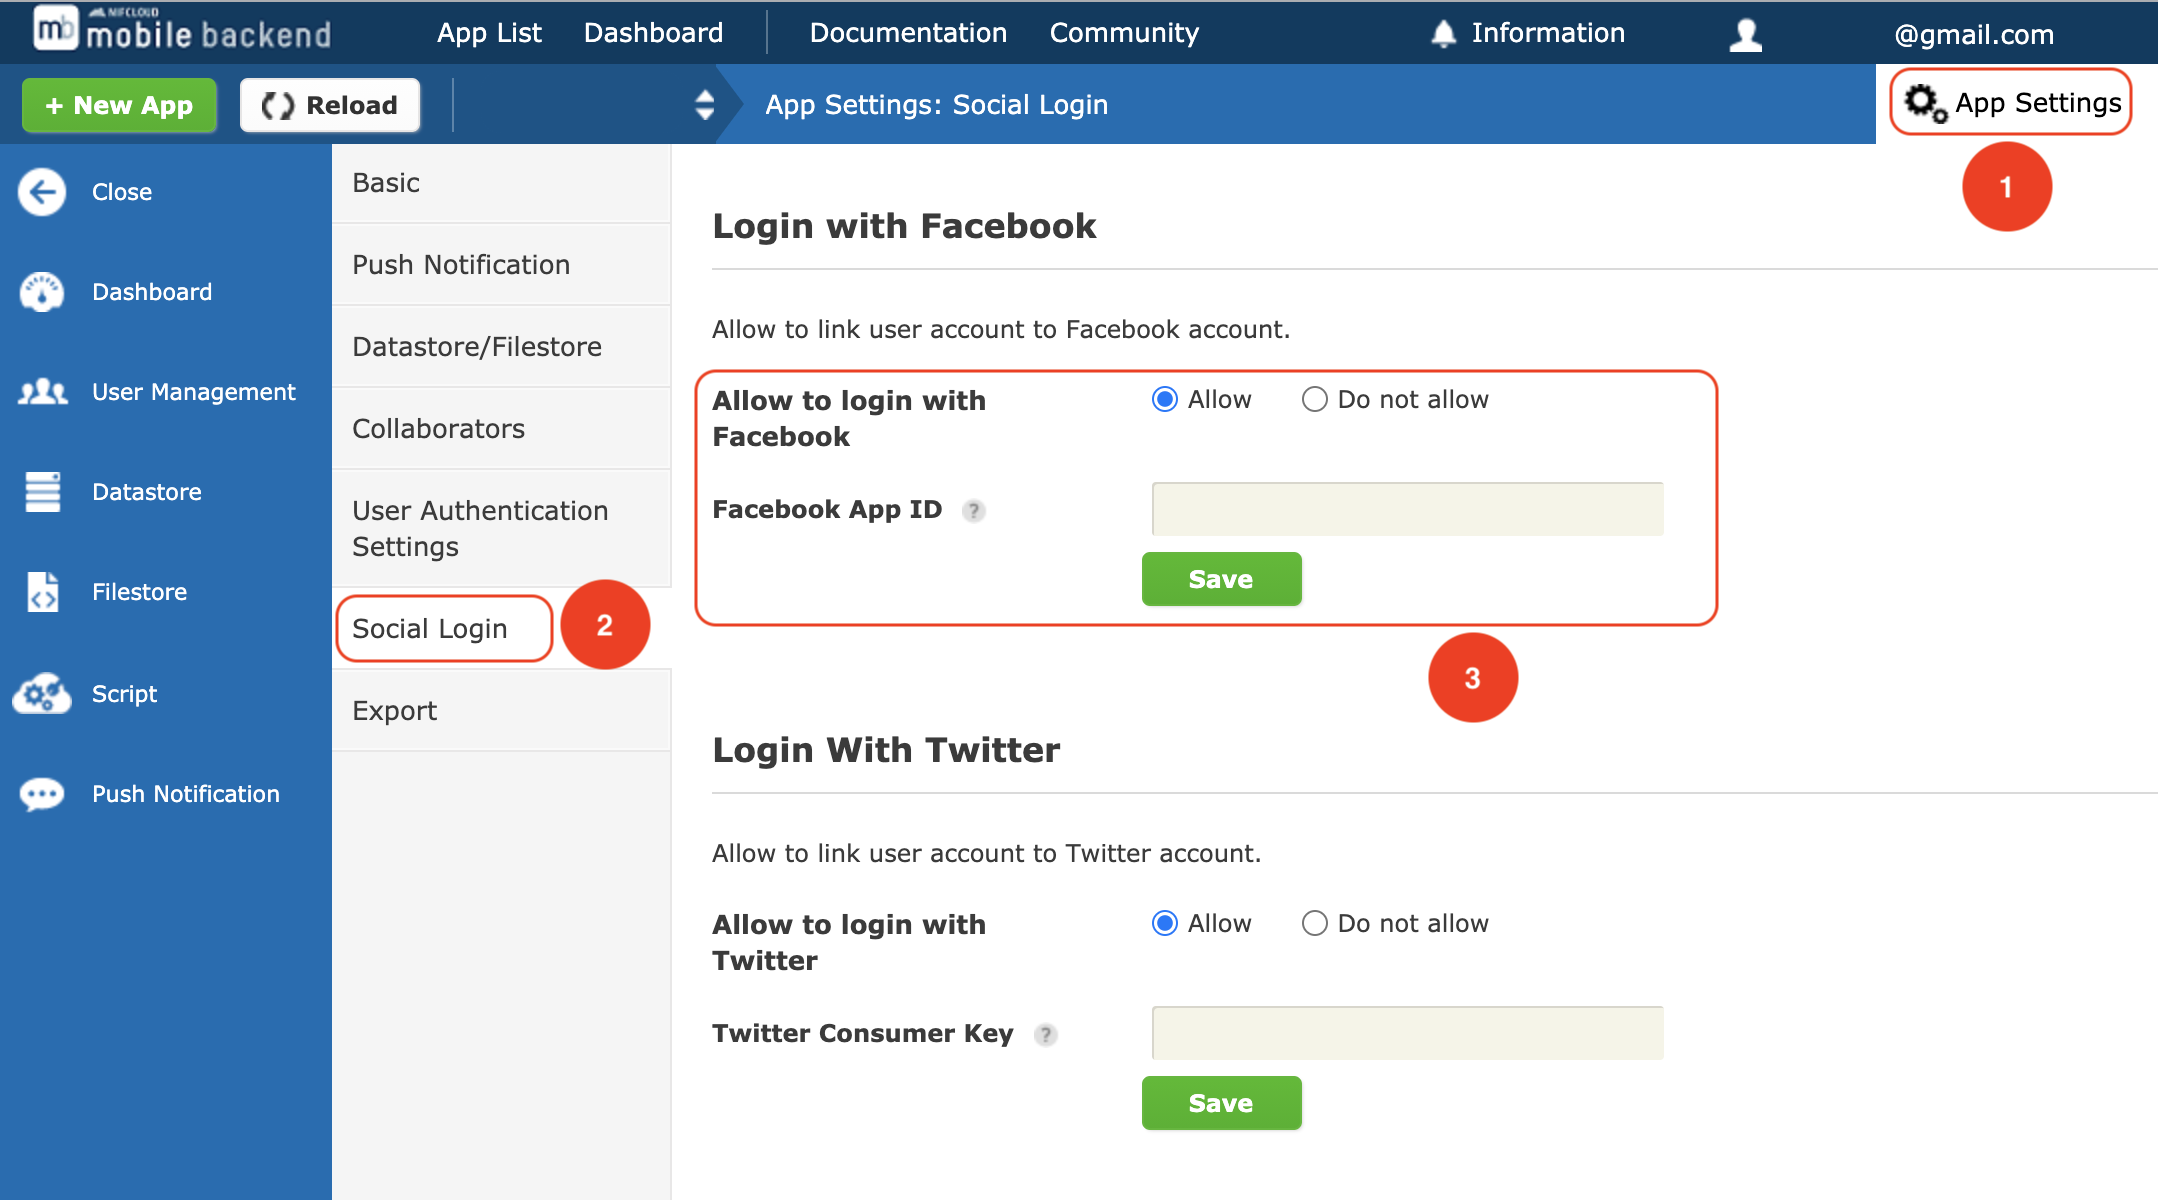 NIFCLOUD
mb mobile backend
App List
Dashboard
Documentation
Community
Information
@gmail.com
+ New App
Reload
App Settings: Social Login
App Settings
1
Close
Dashboard
User Management
Datastore
Filestore
Script
Push Notification
Basic
Push Notification
Datastore/Filestore
Collaborators
User Authentication
Settings
Social Login
2
Export
Login with Facebook
Allow to link user account to Facebook account.
Allow to login with
Facebook
Allow
Do not allow
Facebook App ID ?
Save
3
Login With Twitter
Allow to link user account to Twitter account.
Allow to login with
Twitter
Allow
Do not allow
Twitter Consumer Key ?
Save